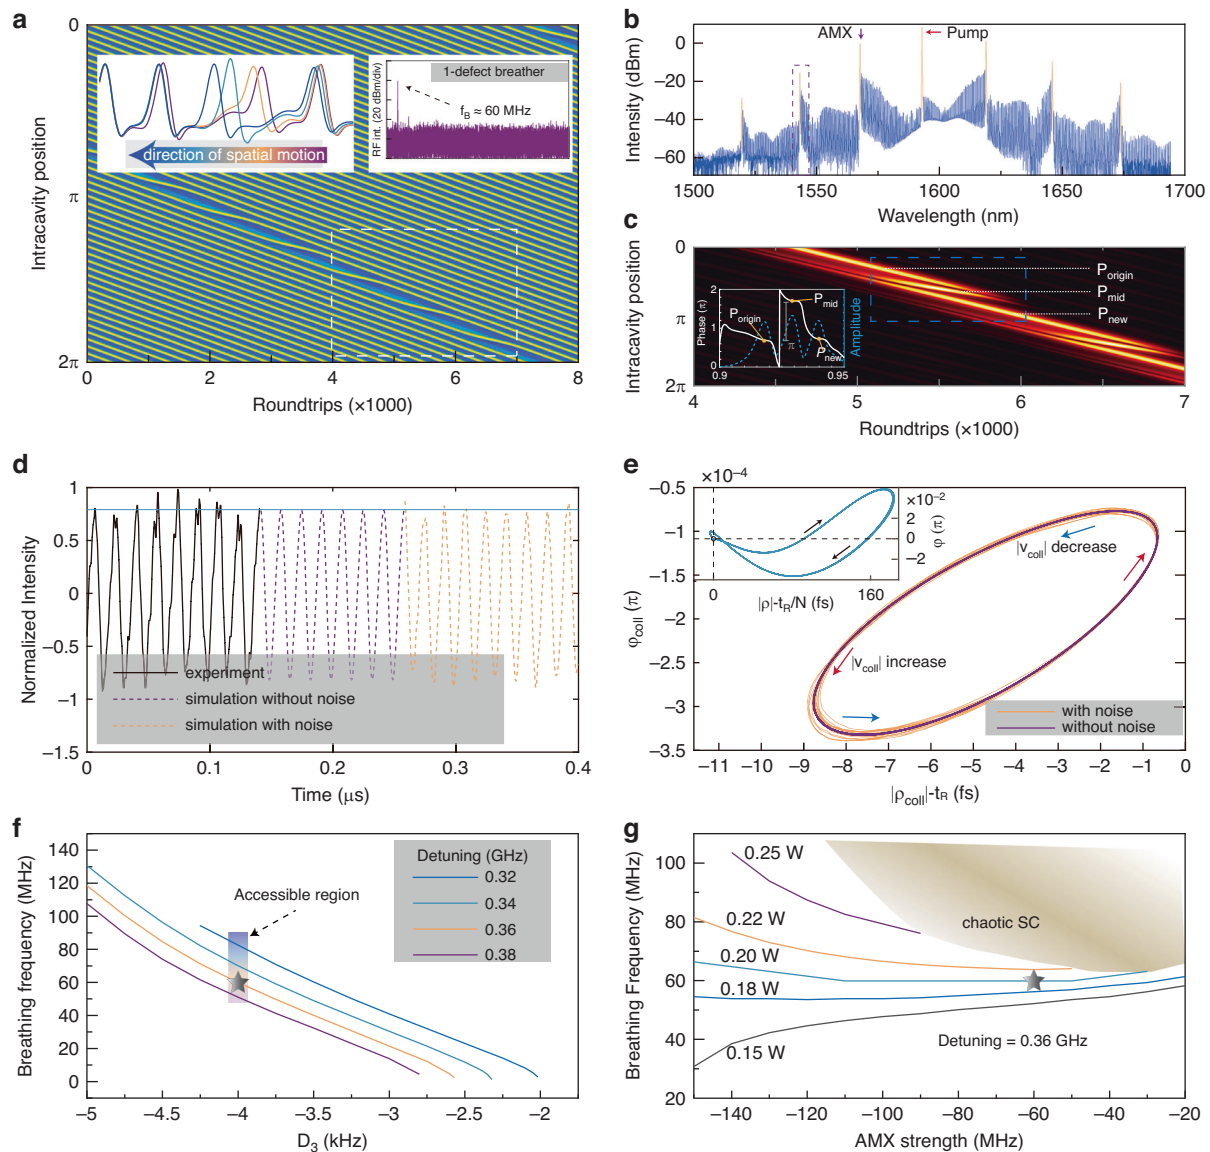 a
0
π
2π
Intracavity position
0
2
4
6
8
Roundtrips (×1000)
direction of spatial motion
RF int. (20 dBm/div)
1-defect breather
f_B ≈ 60 MHz
b
AMX
Pump
Intensity (dBm)
0
−20
−40
−60
1500
1550
1600
1650
1700
Wavelength (nm)
c
Intracavity position
0
π
2π
P_origin
P_mid
P_new
Phase (π)
2
1
0
P_origin
P_mid
P_new
π
Amplitude
0.9
0.95
4
5
6
7
Roundtrips (×1000)
d
Normalized Intensity
1
0.5
0
−0.5
−1
−1.5
experiment
simulation without noise
simulation with noise
0
0.1
0.2
0.3
0.4
Time (μs)
e
φ_coll (π)
−0.5
−1
−1.5
−2
−2.5
−3
−3.5
×10⁻⁴
×10⁻²
2
0
−2
φ (π)
0
160
|ρ|-t_R/N (fs)
|v_coll| decrease
|v_coll| increase
with noise
without noise
−11
−10
−9
−8
−7
−6
−5
−4
−3
−2
−1
0
|ρ_coll|-t_R (fs)
f
Breathing frequency (MHz)
140
120
100
80
60
40
20
0
Accessible region
Detuning (GHz)
0.32
0.34
0.36
0.38
−5
−4.5
−4
−3.5
−3
−2.5
−2
D₃ (kHz)
g
Breathing Frequency (MHz)
100
80
60
40
20
0.25 W
0.22 W
0.20 W
0.18 W
0.15 W
chaotic SC
Detuning = 0.36 GHz
−140
−120
−100
−80
−60
−40
−20
AMX strength (MHz)